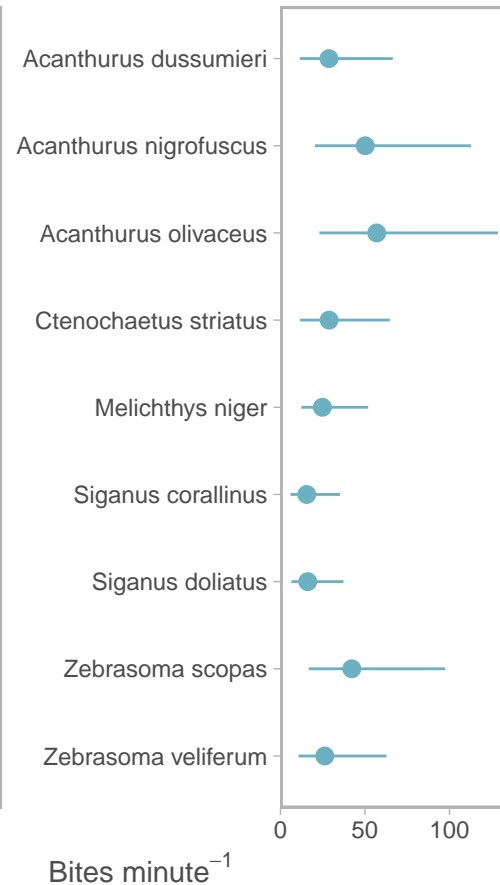 Acanthurus dussumieri
Acanthurus nigrofuscus
Acanthurus olivaceus
Ctenochaetus striatus
Melichthys niger
Siganus corallinus
Siganus doliatus
Zebrasoma scopas
Zebrasoma veliferum
0 50 100
Bites minute⁻¹